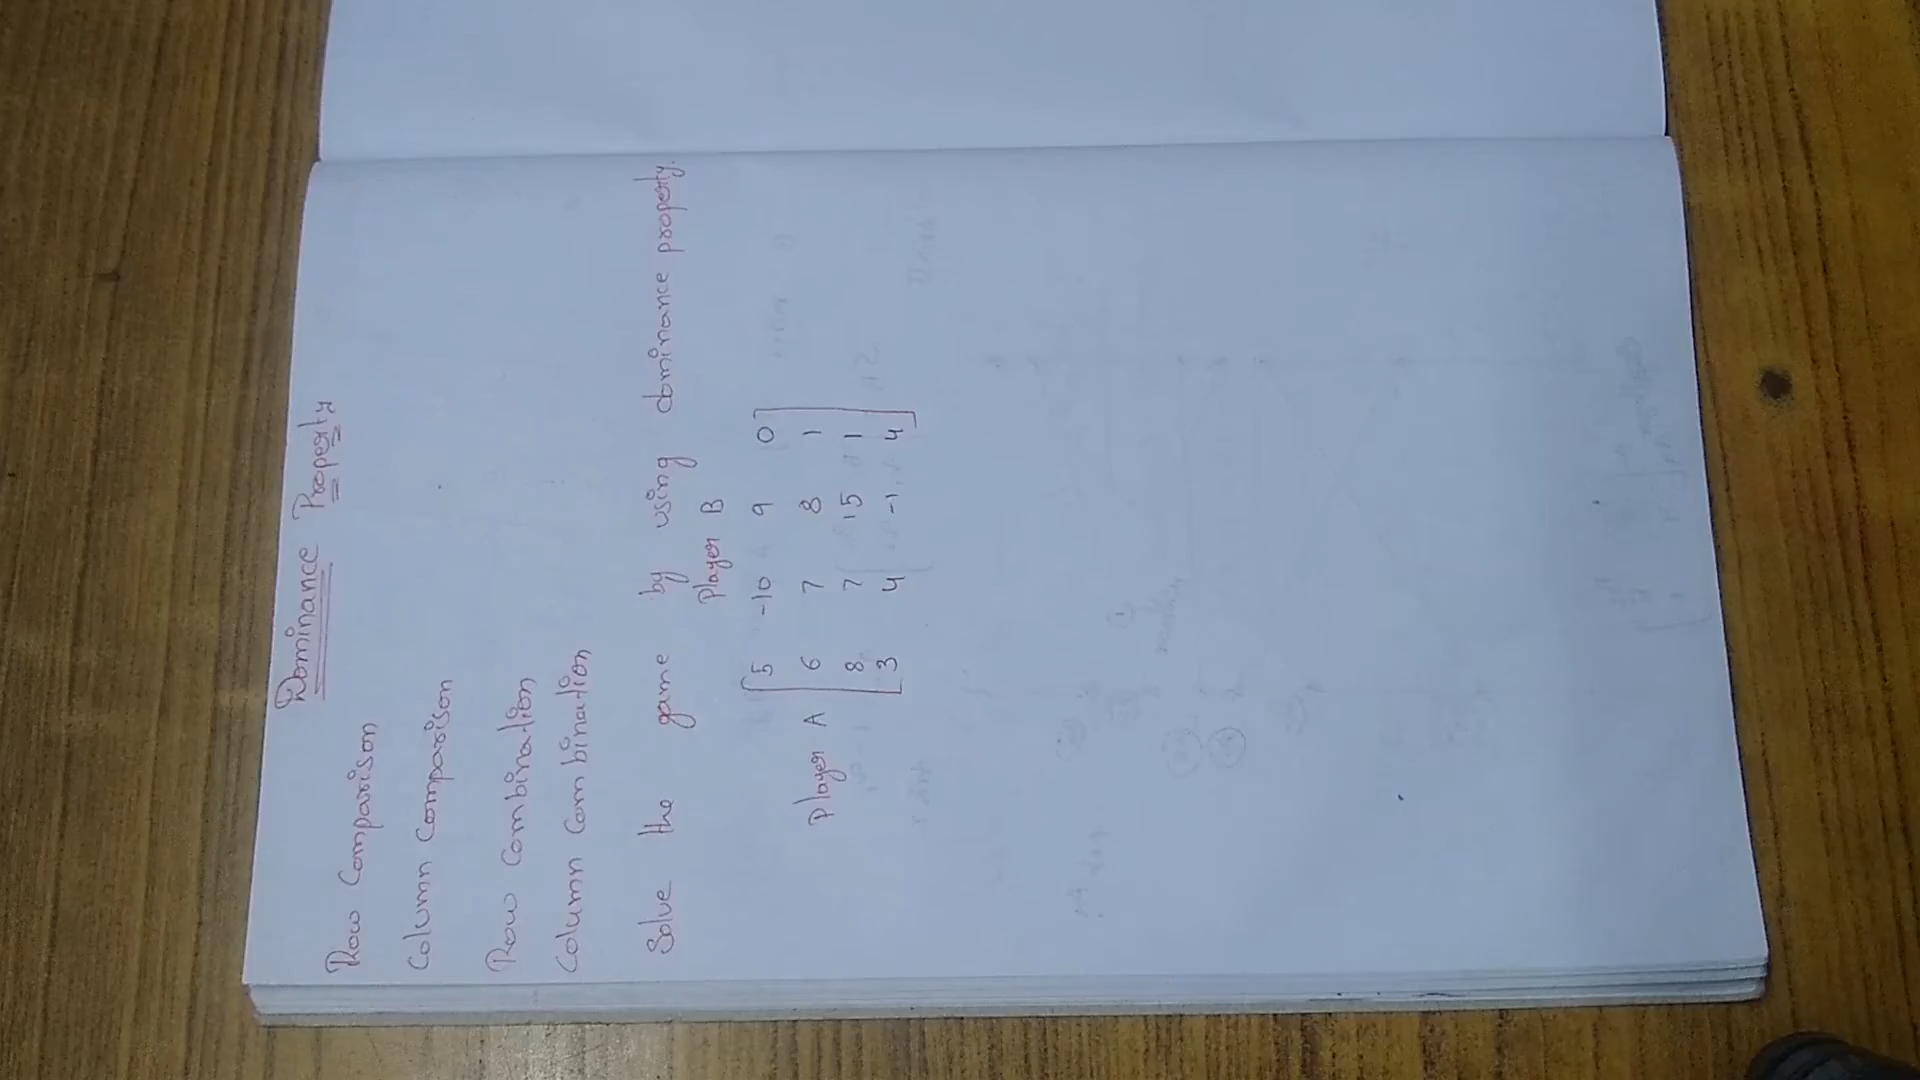 Dominance Property
Row Comparison
Column Comparison
Row Combination
Column Combination
Solve the game by using dominance property.
Player B
5 -10 9 0
Player A 6 7 8 1
8 7 15 1
3 4 -1 4